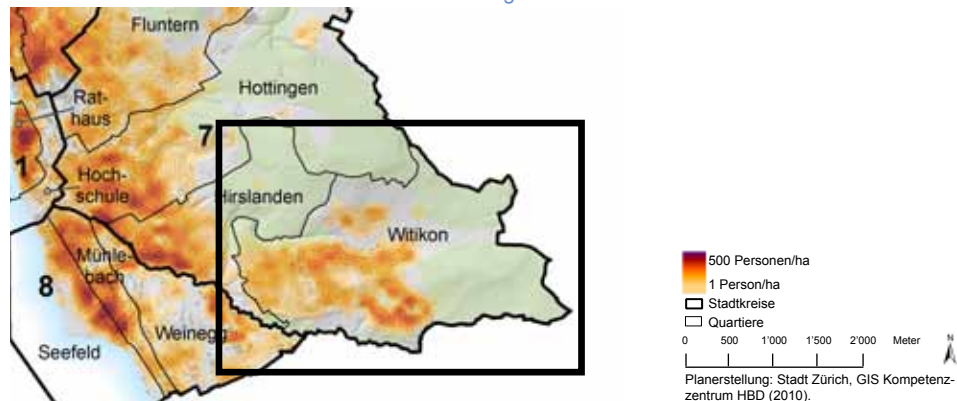 Fluntern
Hottingen
Rat-
haus
7
1
Hoch-
schule
Hirslanden
Witikon
Mühle-
bach
8
Weinegg
Seefeld
500 Personen/ha
1 Person/ha
Stadtkreise
Quartiere
0 500 1'000 1'500 2'000 Meter
N
Planerstellung: Stadt Zürich, GIS Kompetenz-
zentrum HBD (2010).